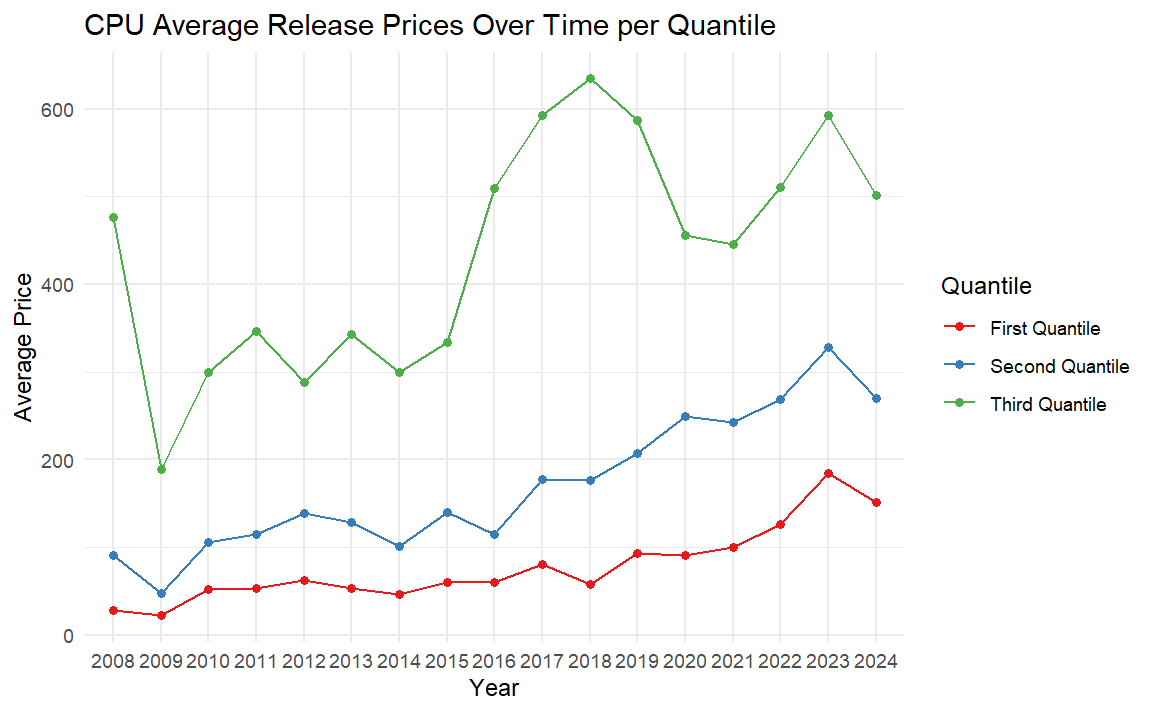 CPU Average Release Prices Over Time per Quantile
Average Price
600
400
200
0
2008 2009 2010 2011 2012 2013 2014 2015 2016 2017 2018 2019 2020 2021 2022 2023 2024
Year
Quantile
First Quantile
Second Quantile
Third Quantile